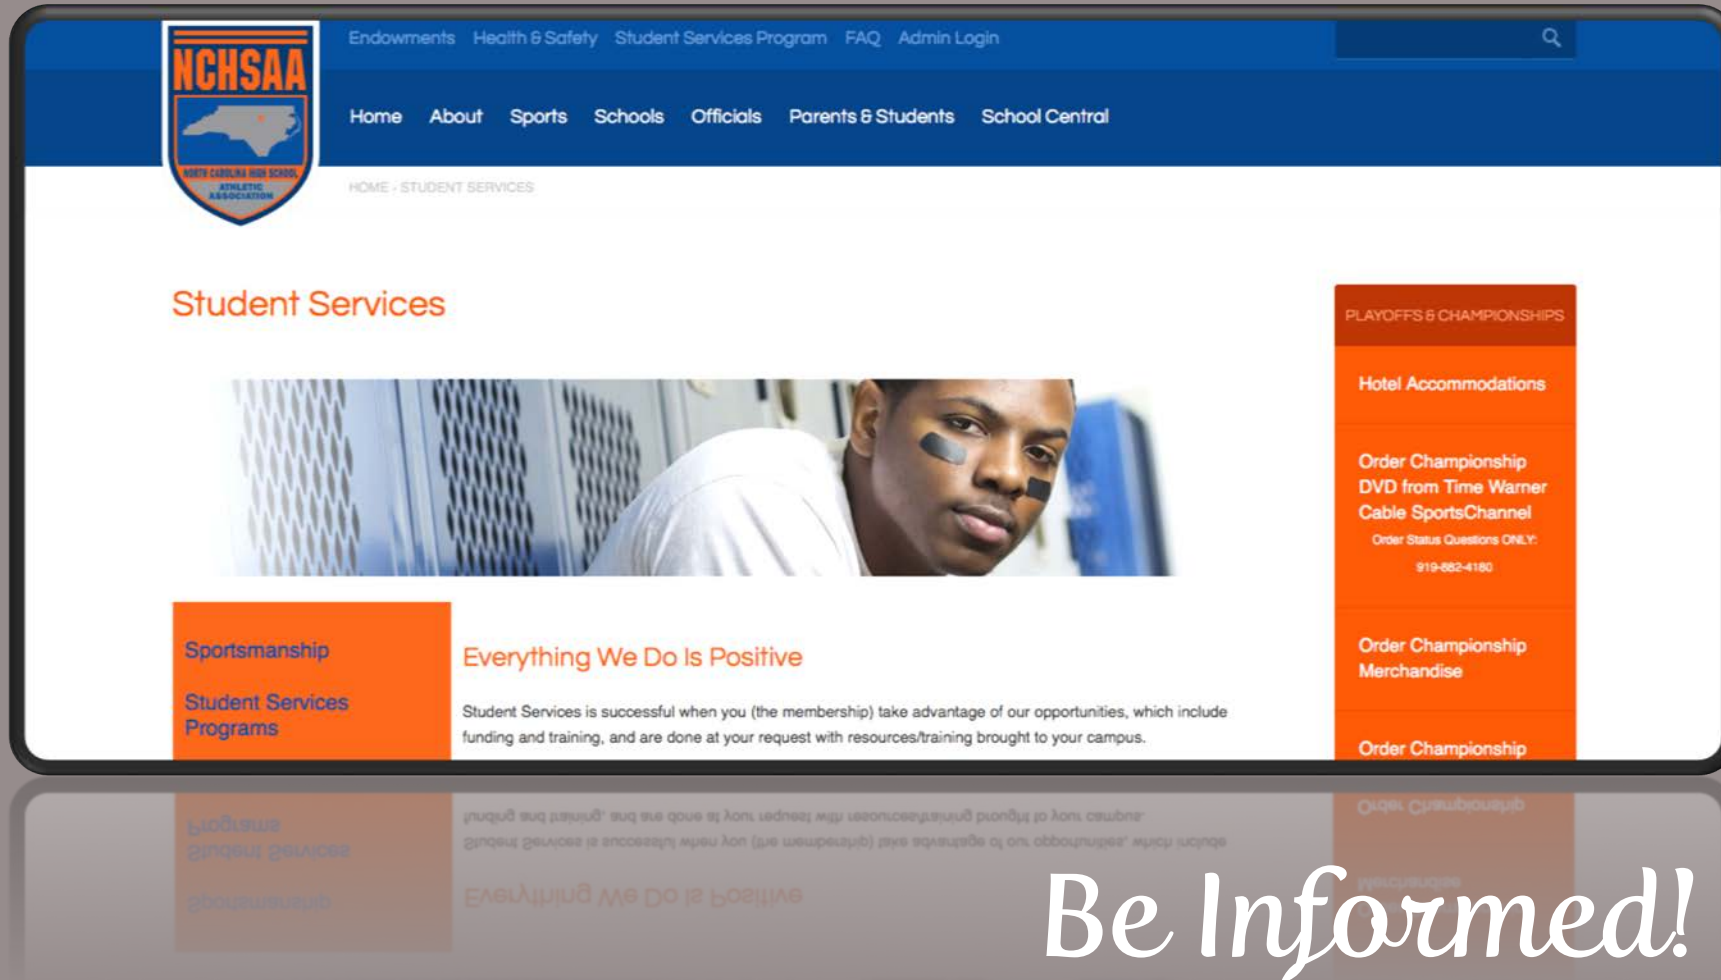 Endowments Health & Safety Student Services Program FAQ Admin Login
NCHSAA
NORTH CAROLINA HIGH SCHOOL
ATHLETIC
ASSOCIATION
Home About Sports Schools Officials Parents & Students School Central
HOME › STUDENT SERVICES
Student Services
Sportsmanship
Student Services
Programs
Everything We Do Is Positive
Student Services is successful when you (the membership) take advantage of our opportunities, which include
funding and training, and are done at your request with resources/training brought to your campus.
PLAYOFFS & CHAMPIONSHIPS
Hotel Accommodations
Order Championship
DVD from Time Warner
Cable SportsChannel
Order Status Questions ONLY:
919-882-4180
Order Championship
Merchandise
Order Championship
Be Informed!